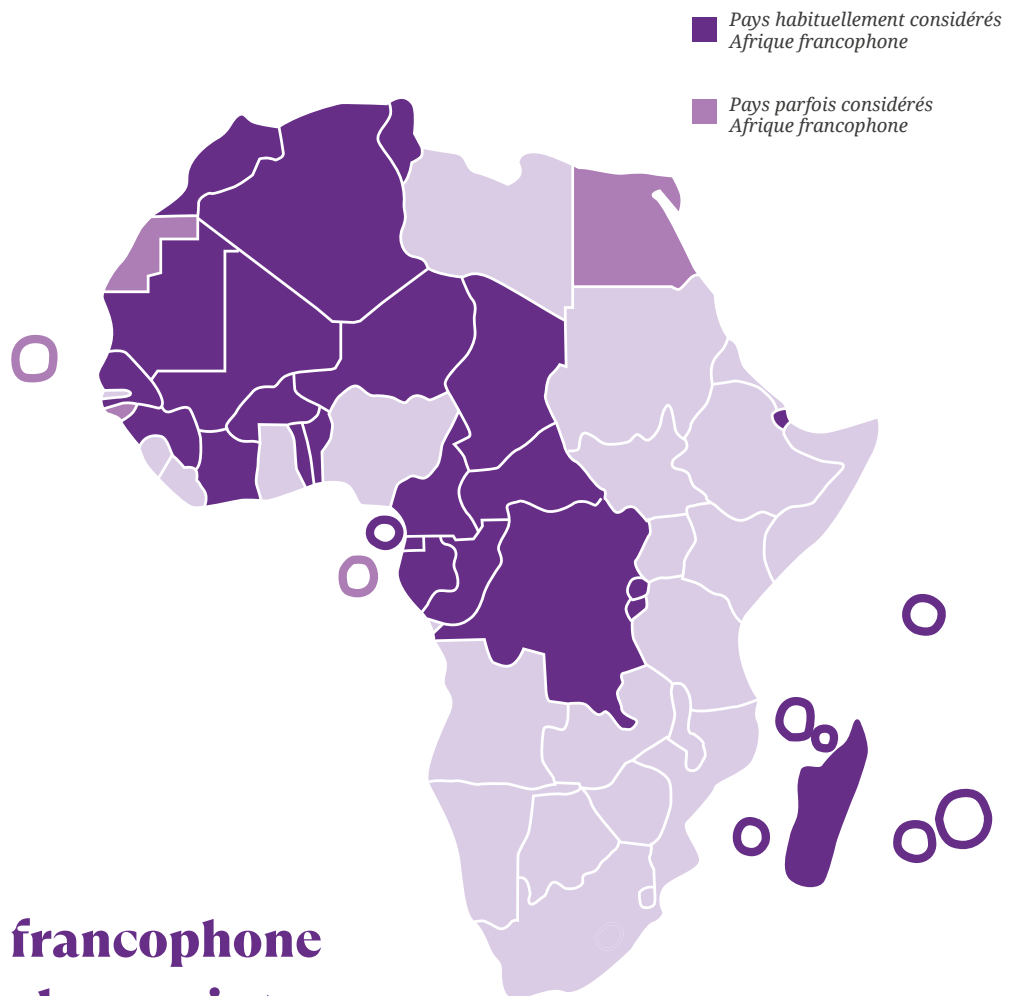 Pays habituellement considérés
Afrique francophone
Pays parfois considérés
Afrique francophone
francophone